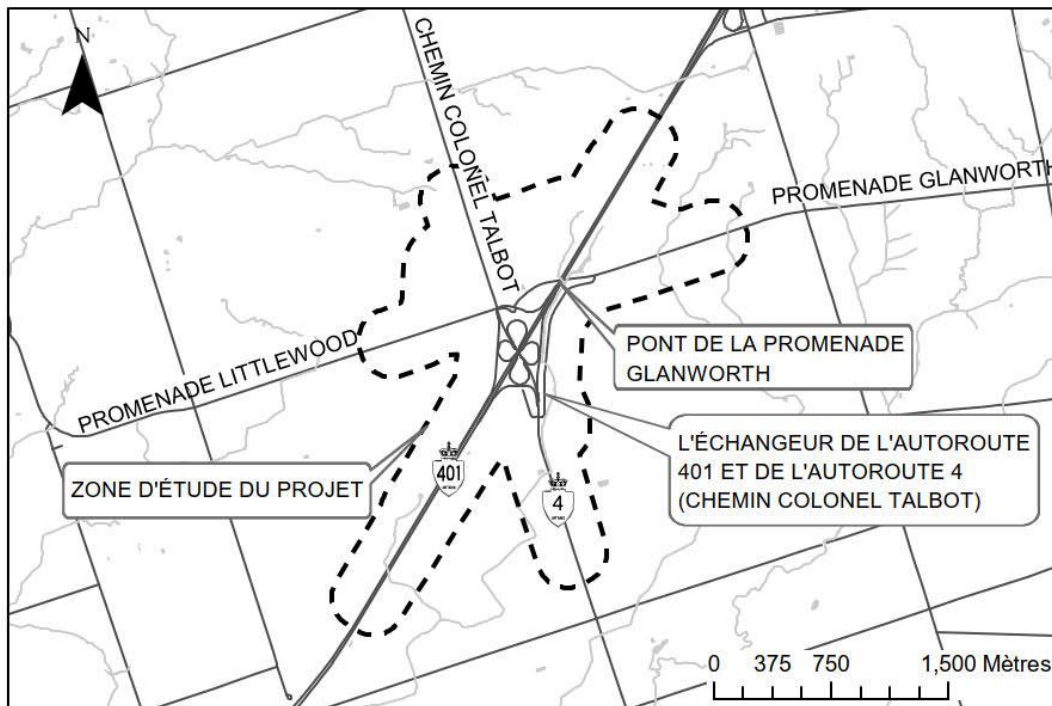 N
CHEMIN COLONEL TALBOT
PROMENADE GLANWORTH
PROMENADE LITTLEWOOD
PONT DE LA PROMENADE
GLANWORTH
L'ÉCHANGEUR DE L'AUTOROUTE
401 ET DE L'AUTOROUTE 4
(CHEMIN COLONEL TALBOT)
ZONE D'ÉTUDE DU PROJET
401
4
0 375 750 1,500 Mètres